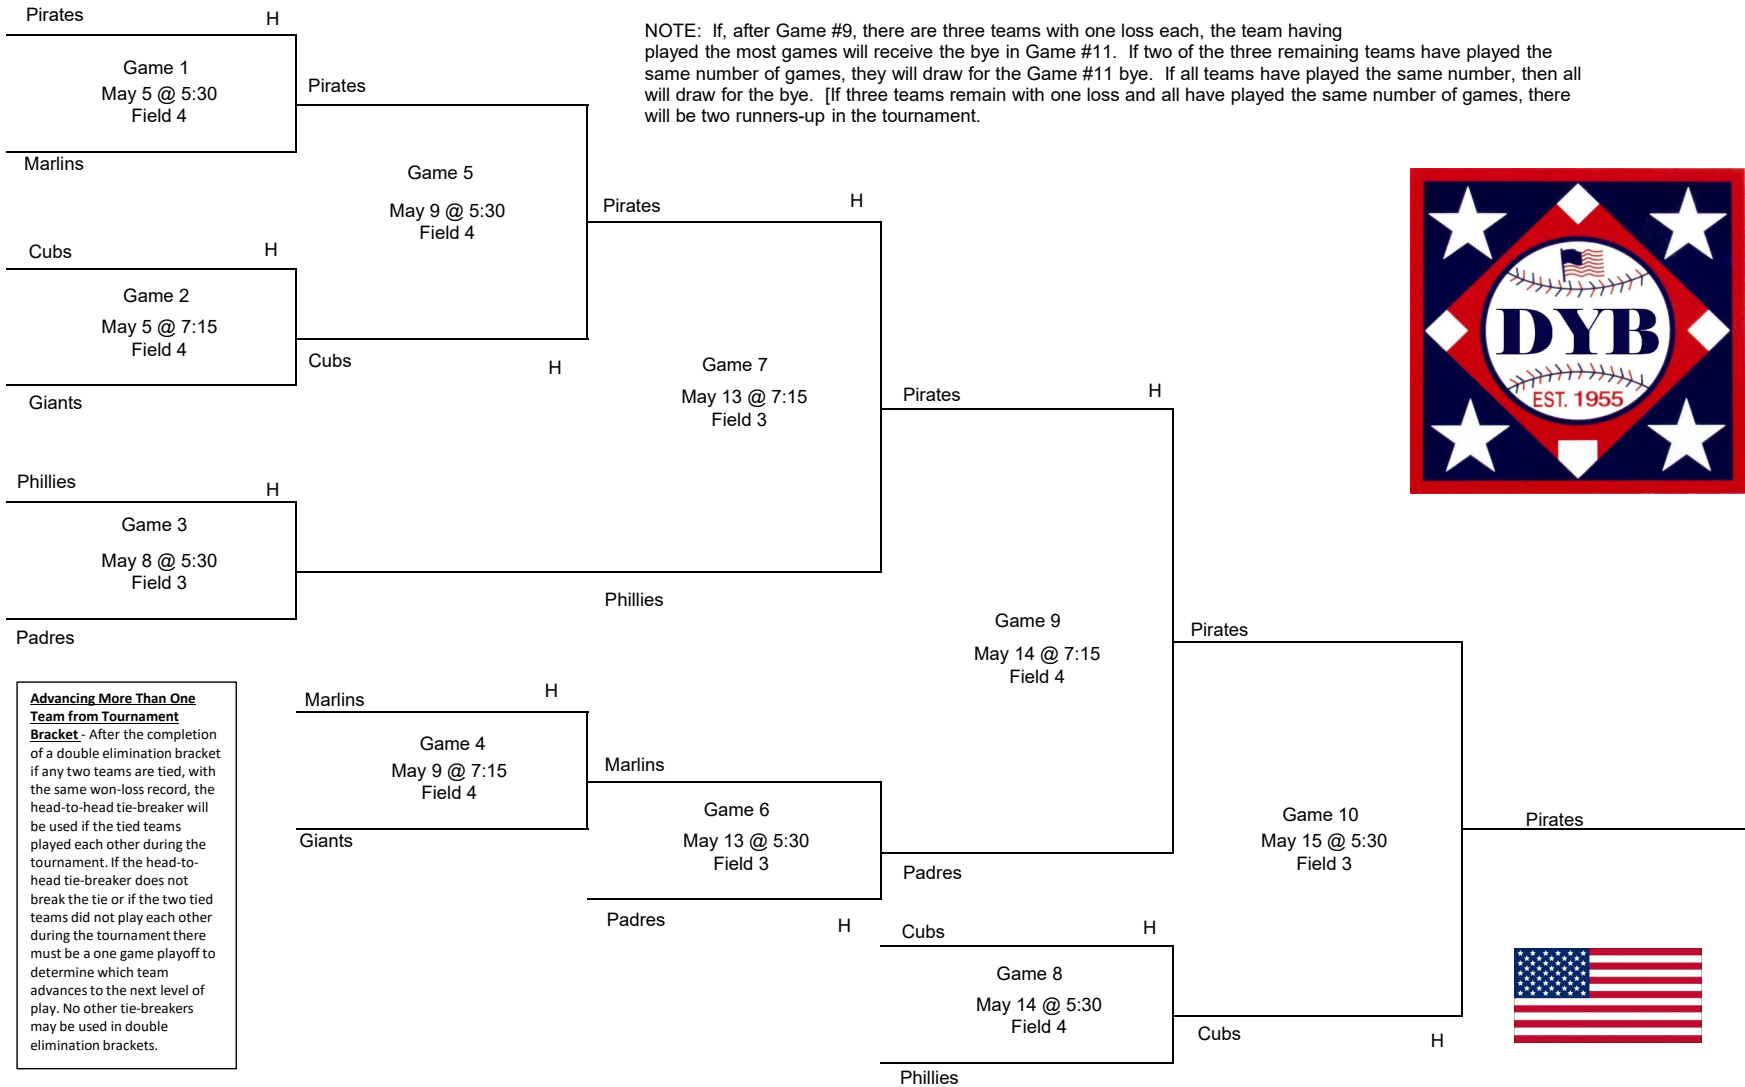 Pirates
H
NOTE: If, after Game #9, there are three teams with one loss each, the team having
played the most games will receive the bye in Game #11. If two of the three remaining teams have played the
same number of games, they will draw for the Game #11 bye. If all teams have played the same number, then all
will draw for the bye. [If three teams remain with one loss and all have played the same number of games, there
will be two runners-up in the tournament.
Game 1
May 5 @ 5:30
Field 4
Pirates
Marlins
Game 5
May 9 @ 5:30
Field 4
Pirates
H
Cubs
H
Game 2
May 5 @ 7:15
Field 4
Cubs
H
Giants
Game 7
May 13 @ 7:15
Field 3
Pirates
H
DYB
EST. 1955
Phillies
H
Game 3
May 8 @ 5:30
Field 3
Phillies
Padres
Game 9
May 14 @ 7:15
Field 4
Pirates
Advancing More Than One
Team from Tournament
Bracket - After the completion
of a double elimination bracket
if any two teams are tied, with
the same won-loss record, the
head-to-head tie-breaker will
be used if the tied teams
played each other during the
tournament. If the head-to-
head tie-breaker does not
break the tie or if the two tied
teams did not play each other
during the tournament there
must be a one game playoff to
determine which team
advances to the next level of
play. No other tie-breakers
may be used in double
elimination brackets.
Marlins
H
Game 4
May 9 @ 7:15
Field 4
Giants
Marlins
Game 6
May 13 @ 5:30
Field 3
Padres
H
Padres
Game 10
May 15 @ 5:30
Field 3
Pirates
Cubs
H
Game 8
May 14 @ 5:30
Field 4
Cubs
H
Phillies